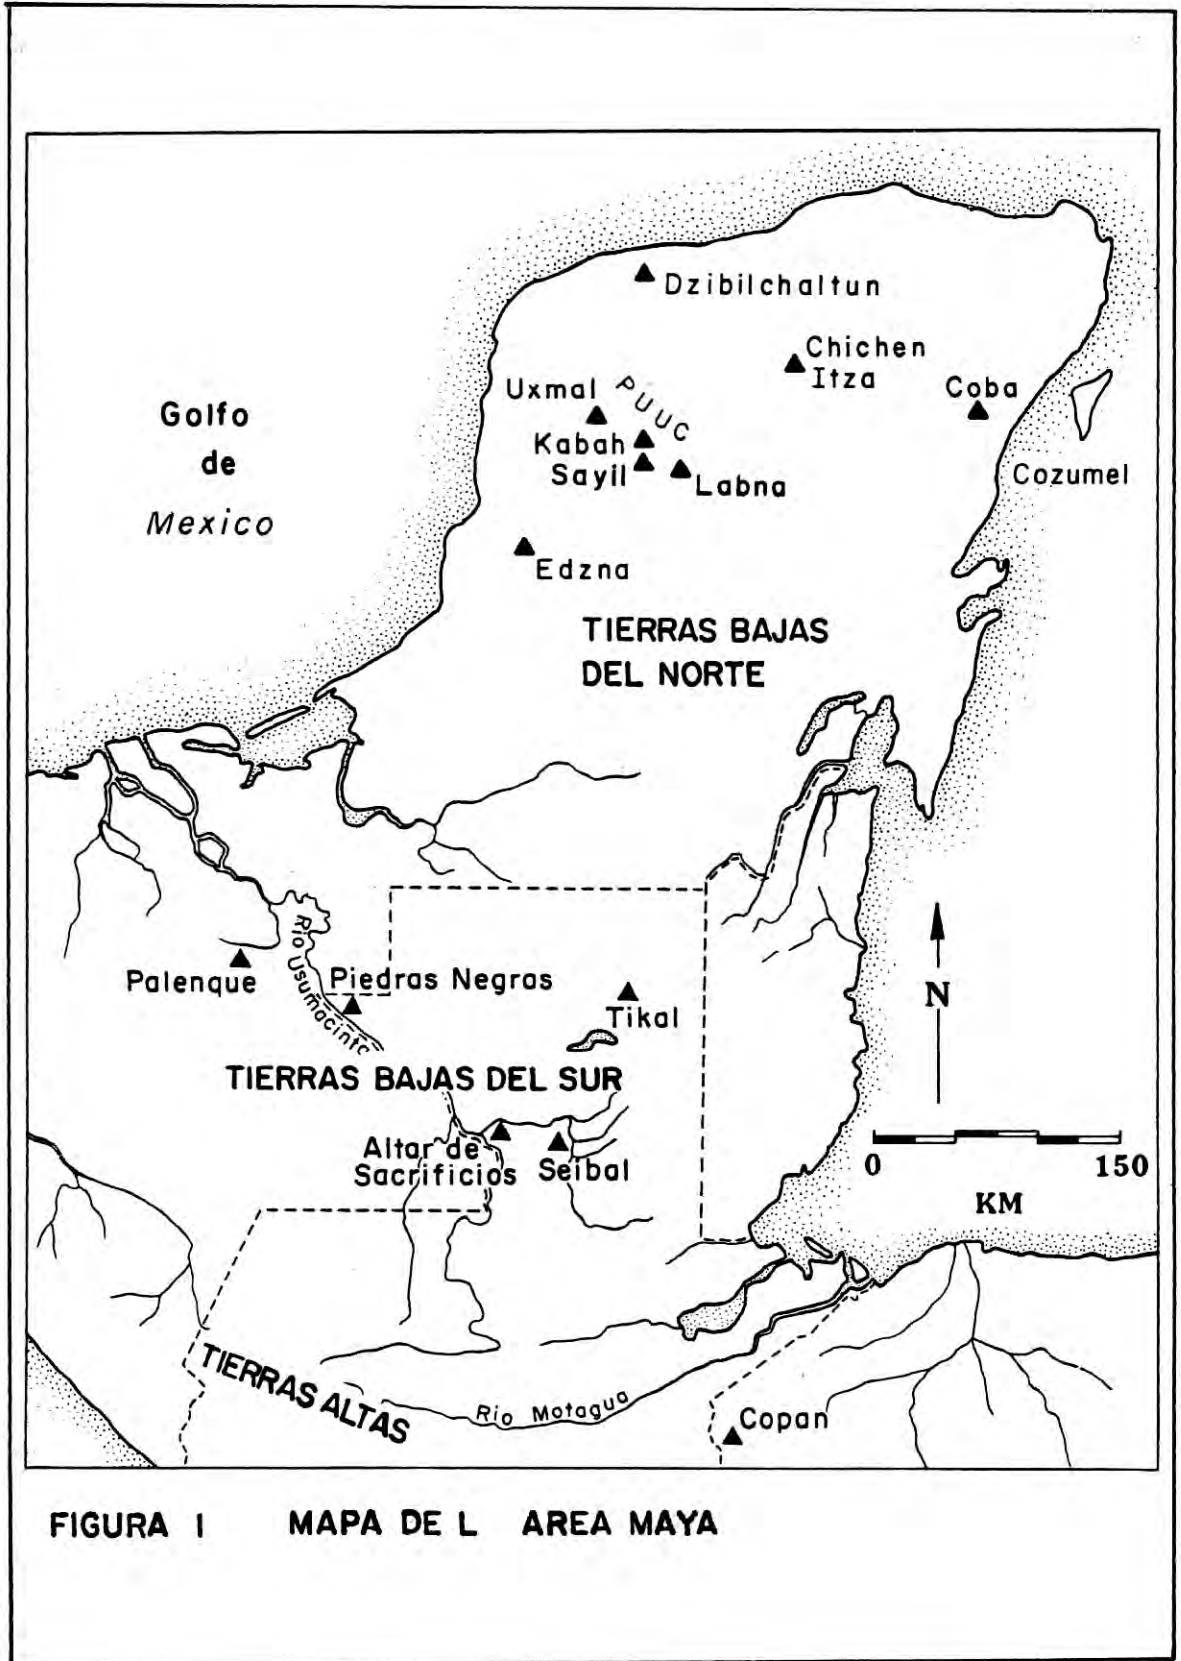 Dzibilchaltun
Chichen
Itza
Uxmal
PUUC
Coba
Golfo
de
Mexico
Kabah
Sayil
Labna
Cozumel
Edzna
TIERRAS BAJAS
DEL NORTE
Río Usumacinta
Palenque
Piedras Negras
Tikal
N
TIERRAS BAJAS DEL SUR
Altar de
Sacrificios
Seibal
0 150
KM
TIERRAS ALTAS
Río Motagua
Copan
FIGURA I MAPA DE L AREA MAYA